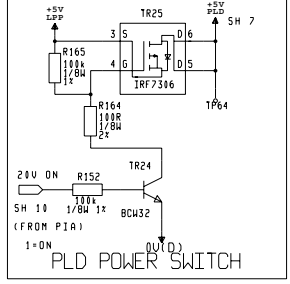 +5V
LPP
+5V
PLD
TR25
SH 7
3 S
D 6
R165
100k
1/8W
1%
4 G
D 5
IRF7306
TP64
R164
100R
1/8W
2%
TR24
20V ON
R152
100k
1/8W 1%
BCW32
SH 10
(FROM PIA)
1=ON
0V(D)
PLD POWER SWITCH